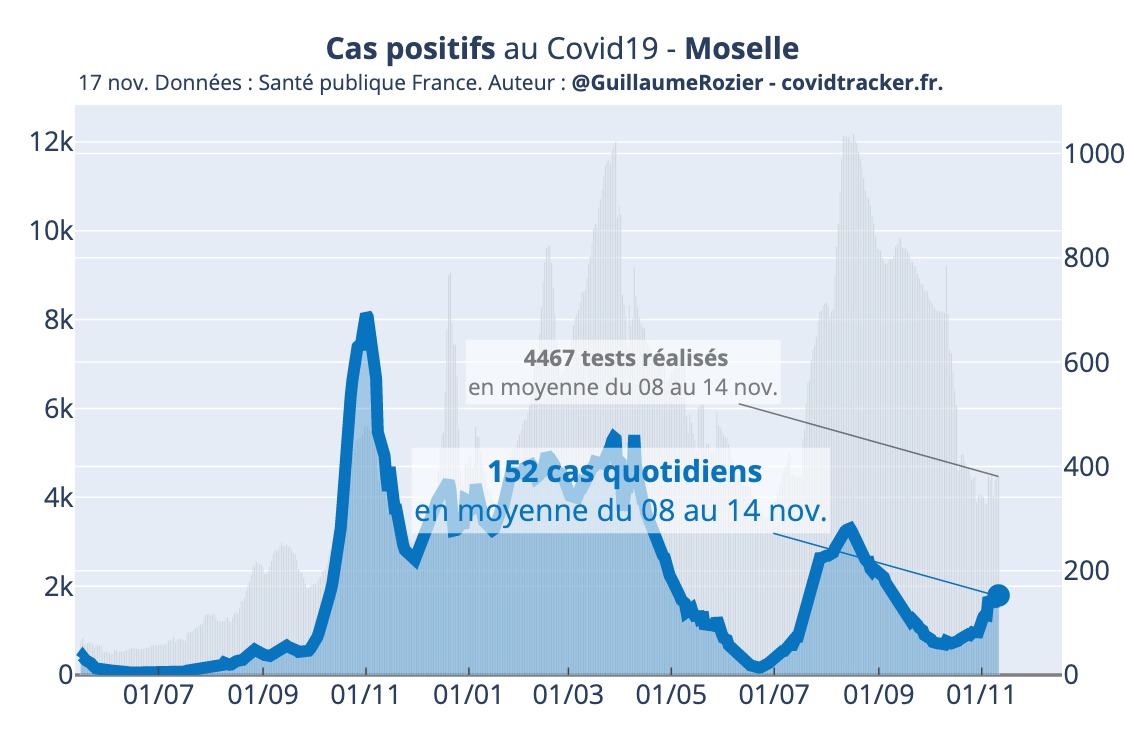 Cas positifs au Covid19 - Moselle
17 nov. Données : Santé publique France. Auteur : @GuillaumeRozier - covidtracker.fr.
12k
1000
10k
800
8k
4467 tests réalisés
600
en moyenne du 08 au 14 nov.
6k
152 cas quotidiens
400
4k
en moyenne du 08 au 14 nov.
200
2k
0
0
01/07 01/09 01/11 01/01 01/03 01/05 01/07 01/09 01/11